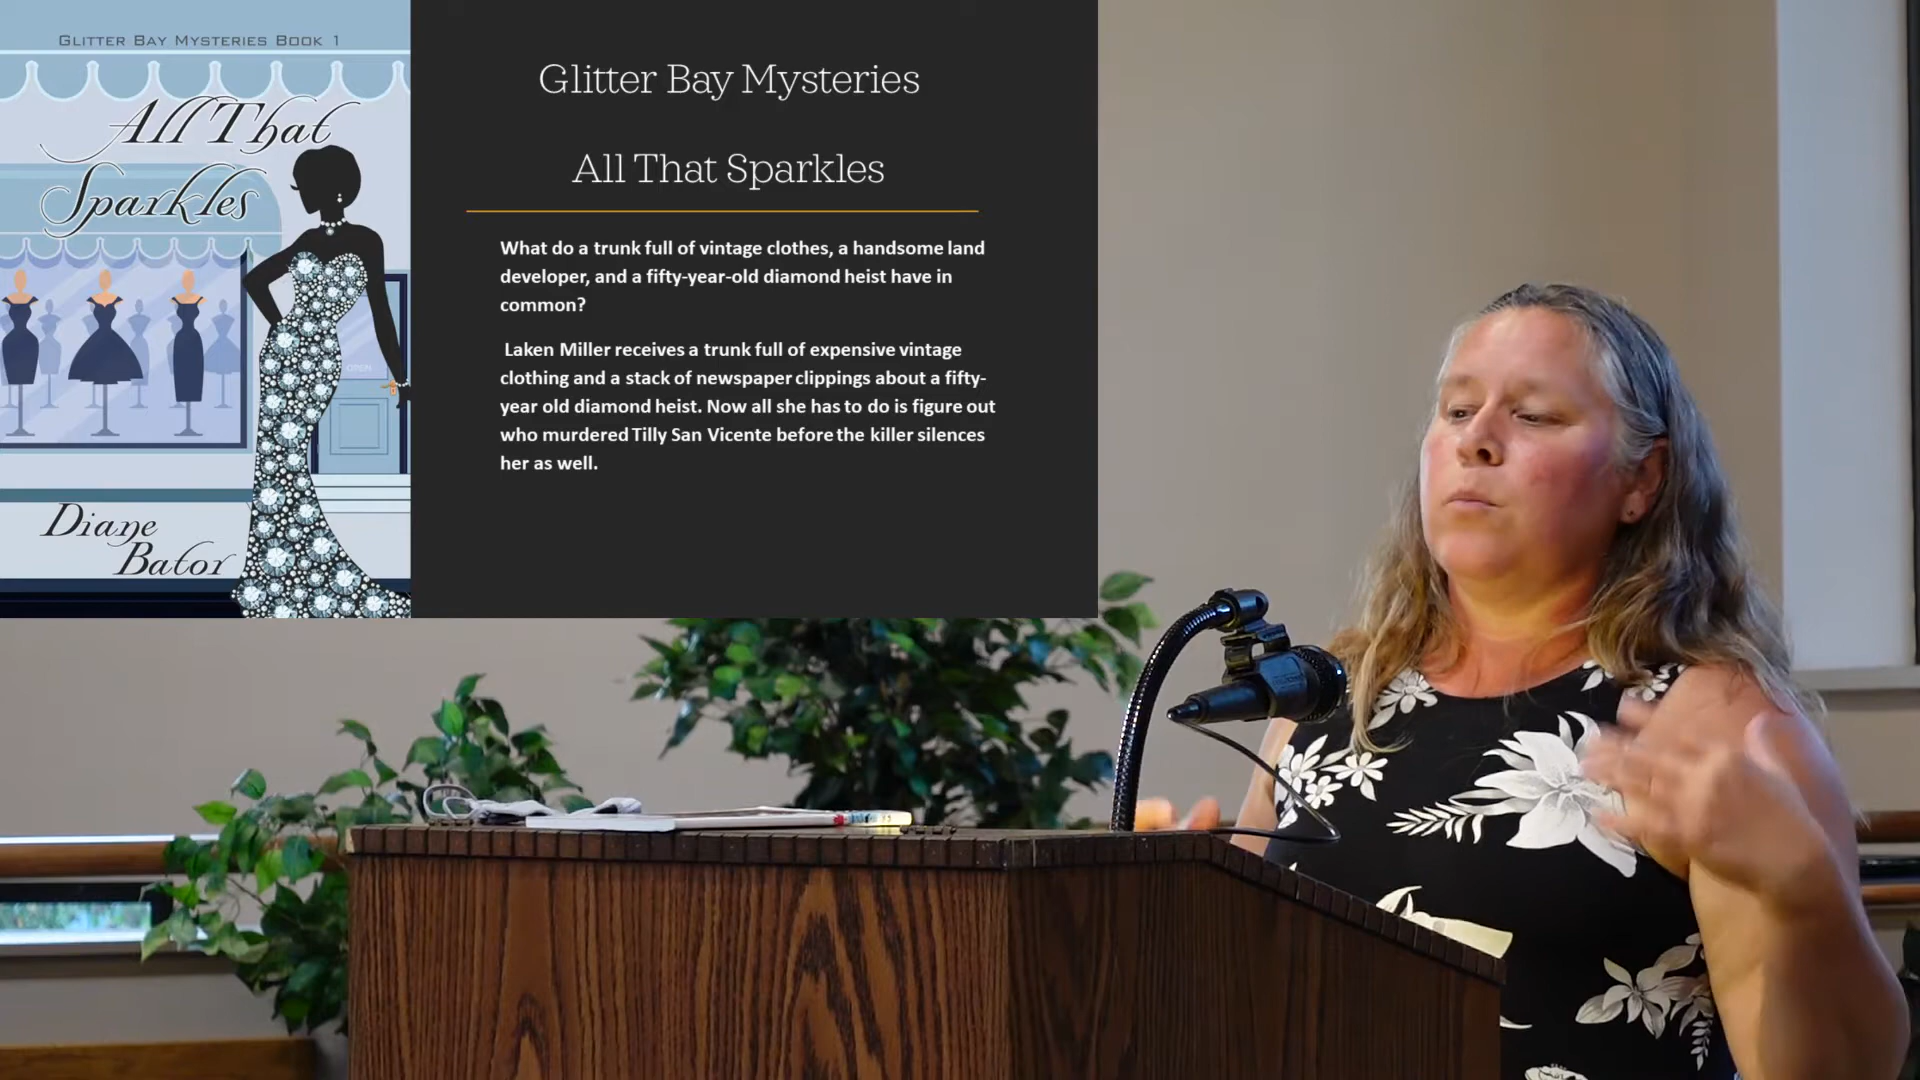 GLITTER BAY MYSTERIES BOOK 1
All That
Sparkles
OPEN
Diane
Bator
Glitter Bay Mysteries
All That Sparkles
What do a trunk full of vintage clothes, a handsome land
developer, and a fifty-year-old diamond heist have in
common?
Laken Miller receives a trunk full of expensive vintage
clothing and a stack of newspaper clippings about a fifty-
year old diamond heist. Now all she has to do is figure out
who murdered Tilly San Vicente before the killer silences
her as well.